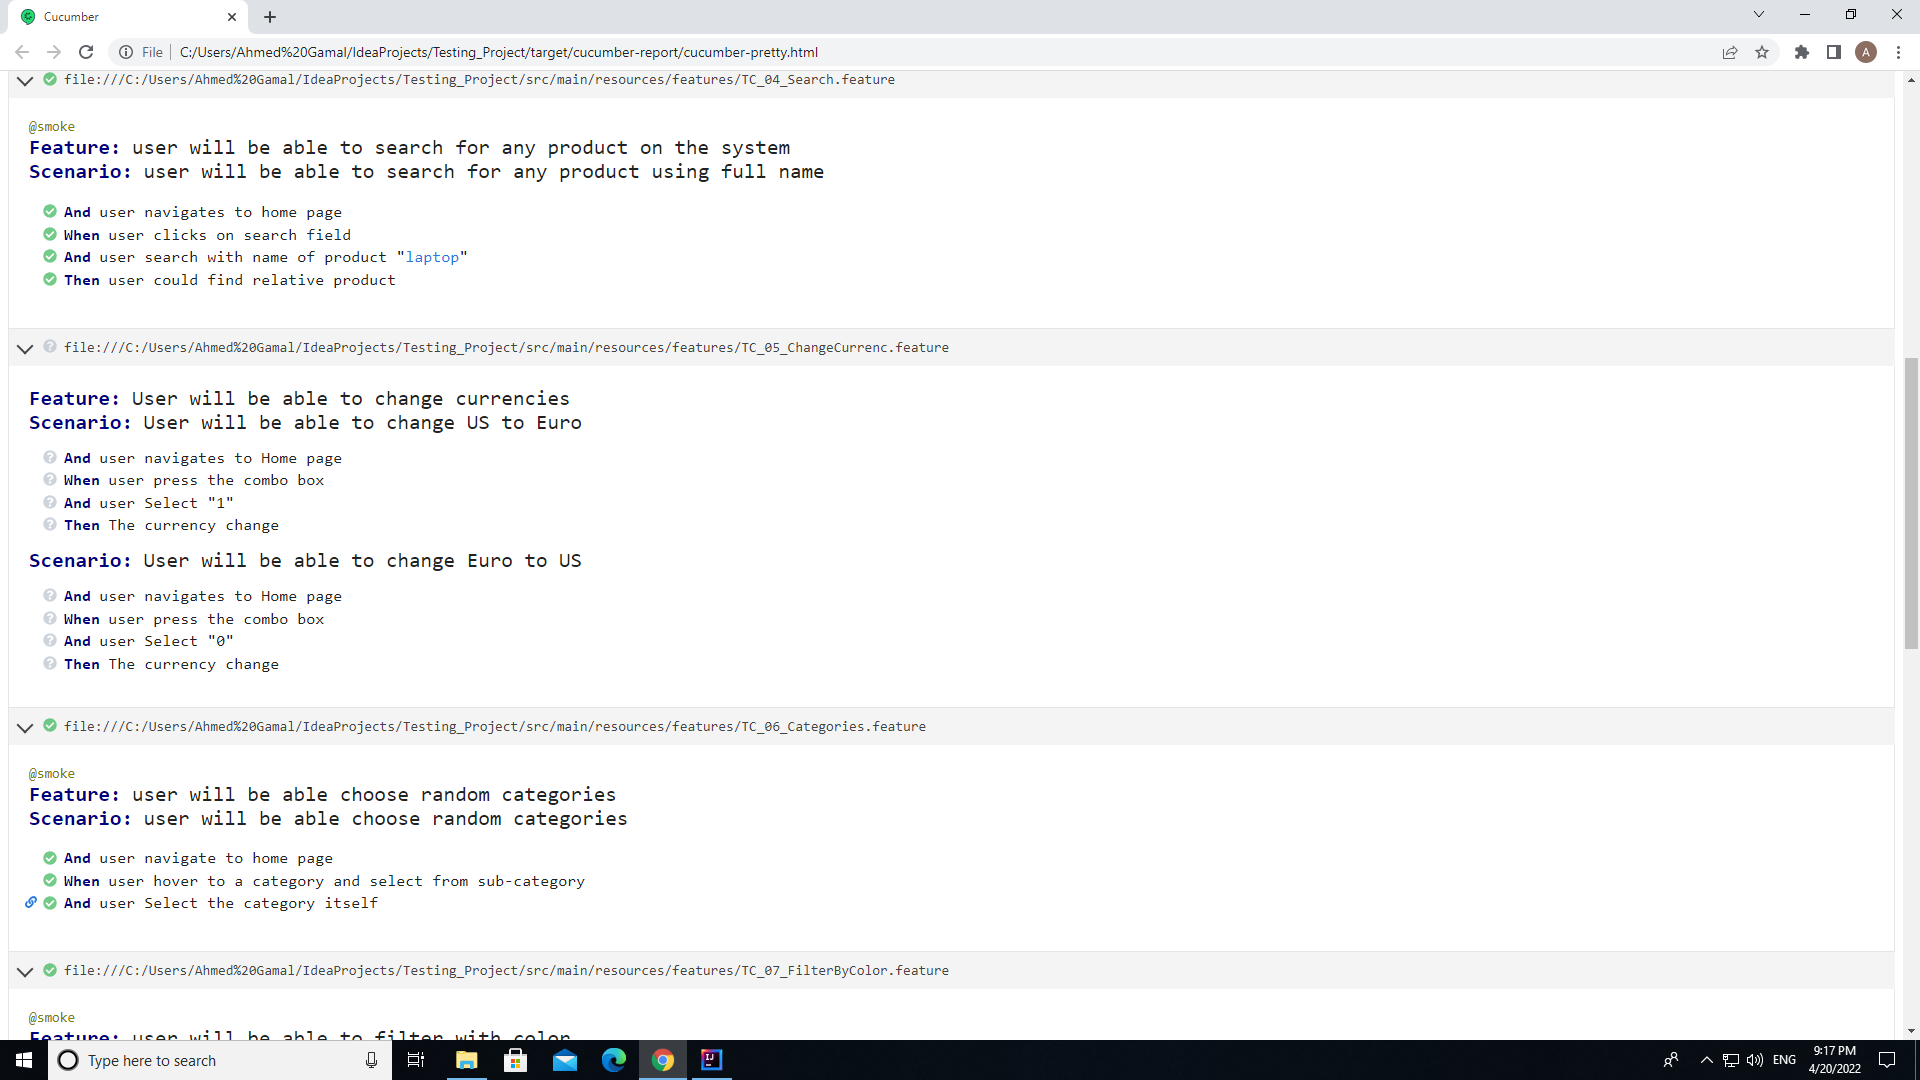 Cucumber
File
C:/Users/Ahmed%20Gamal/IdeaProjects/Testing_Project/target/cucumber-report/cucumber-pretty.html
A
file:///C:/Users/Ahmed%20Gamal/IdeaProjects/Testing_Project/src/main/resources/features/TC_04_Search.feature
@smoke
Feature: user will be able to search for any product on the system
Scenario: user will be able to search for any product using full name
And user navigates to home page
When user clicks on search field
And user search with name of product "laptop"
Then user could find relative product
file:///C:/Users/Ahmed%20Gamal/IdeaProjects/Testing_Project/src/main/resources/features/TC_05_ChangeCurrenc.feature
Feature: User will be able to change currencies
Scenario: User will be able to change US to Euro
? And user navigates to Home page
? When user press the combo box
? And user Select "1"
? Then The currency change
Scenario: User will be able to change Euro to US
? And user navigates to Home page
? When user press the combo box
? And user Select "0"
? Then The currency change
file:///C:/Users/Ahmed%20Gamal/IdeaProjects/Testing_Project/src/main/resources/features/TC_06_Categories.feature
@smoke
Feature: user will be able choose random categories
Scenario: user will be able choose random categories
And user navigate to home page
When user hover to a category and select from sub-category
And user Select the category itself
file:///C:/Users/Ahmed%20Gamal/IdeaProjects/Testing_Project/src/main/resources/features/TC_07_FilterByColor.feature
@smoke
Feature: user will be able to filter with color
Type here to search
IJ
ENG
9:17 PM
4/20/2022